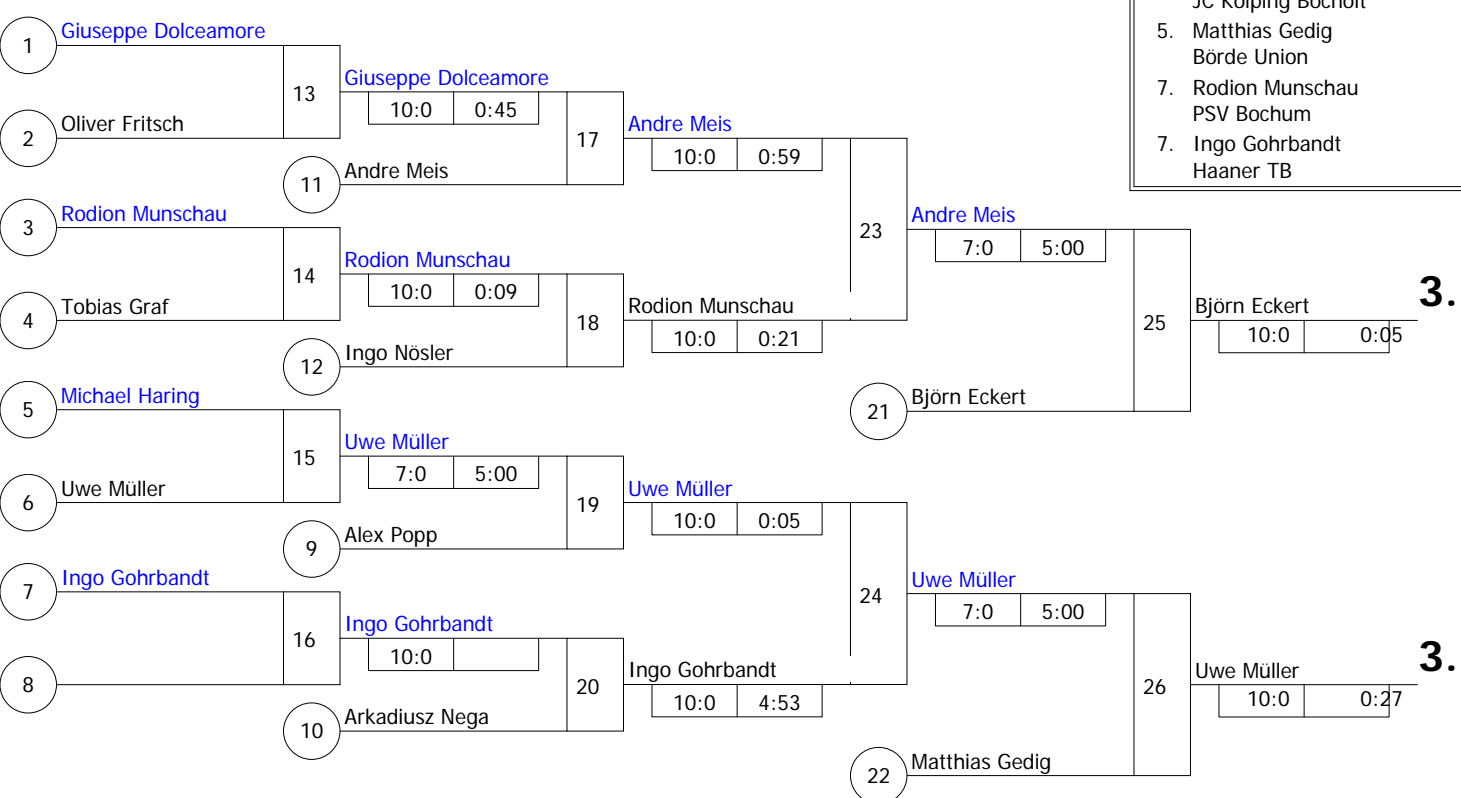 JC Kolping Bocholt
5. Matthias Gedig
Börde Union
7. Rodion Munschau
PSV Bochum
7. Ingo Gohrbandt
Haaner TB
1 Giuseppe Dolceamore
2 Oliver Fritsch
3 Rodion Munschau
4 Tobias Graf
5 Michael Haring
6 Uwe Müller
7 Ingo Gohrbandt
8
13
Giuseppe Dolceamore
10:0 0:45
11 Andre Meis
14
Rodion Munschau
10:0 0:09
12 Ingo Nösler
15
Uwe Müller
7:0 5:00
9 Alex Popp
16
Ingo Gohrbandt
10:0
10 Arkadiusz Nega
17
Andre Meis
10:0 0:59
18
Rodion Munschau
10:0 0:21
19
Uwe Müller
10:0 0:05
20
Ingo Gohrbandt
10:0 4:53
23
Andre Meis
7:0 5:00
21 Björn Eckert
24
Uwe Müller
7:0 5:00
22 Matthias Gedig
25
Björn Eckert 3.
10:0 0:05
26
Uwe Müller 3.
10:0 0:27